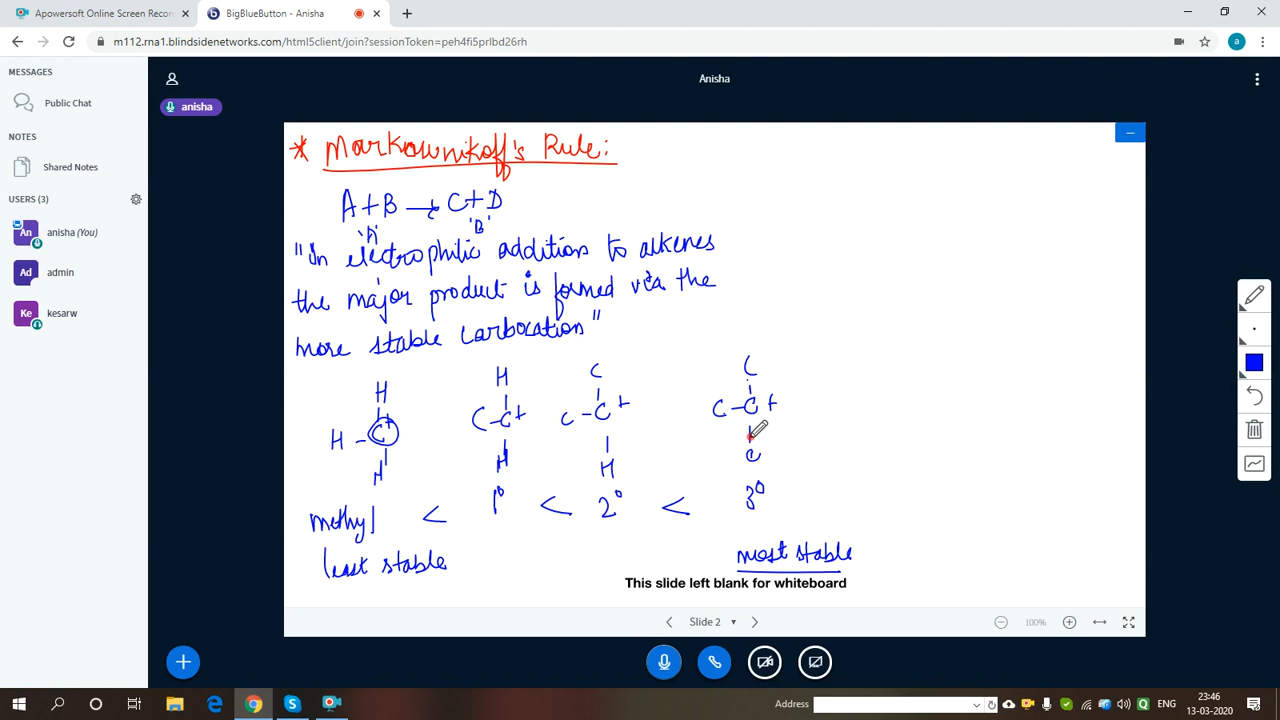 Apowersoft Online Screen Recor
BigBlueButton - Anisha
m112.rna1.blindsidenetworks.com/html5client/join?sessionToken=peh4fi5prlbd26rh
a
MESSAGES
Public Chat
NOTES
Shared Notes
USERS (3)
An anisha (You)
Ad admin
Ke kesarw
Anisha
anisha
* Markownikoff's Rule:
A+B → C+D
'A' 'B'
"In electrophilic addition to alkenes
the major product is formed via the
more stable carbocation"
H H C C
H - C+ C - C+ C - C+ C - C+
H H H C
methyl < 1° < 2° < 3°
least stable most stable
This slide left blank for whiteboard
Slide 2
100%
Address
ENG
23:46
13-03-2020